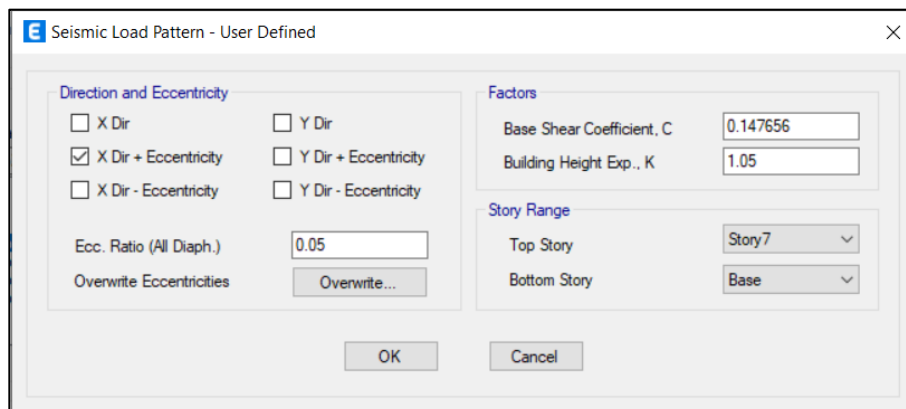 E Seismic Load Pattern - User Defined
Direction and Eccentricity
X Dir
Y Dir
X Dir + Eccentricity
Y Dir + Eccentricity
X Dir - Eccentricity
Y Dir - Eccentricity
Ecc. Ratio (All Diaph.) 0.05
Overwrite Eccentricities Overwrite...
Factors
Base Shear Coefficient, C 0.147656
Building Height Exp., K 1.05
Story Range
Top Story Story7
Bottom Story Base
OK
Cancel